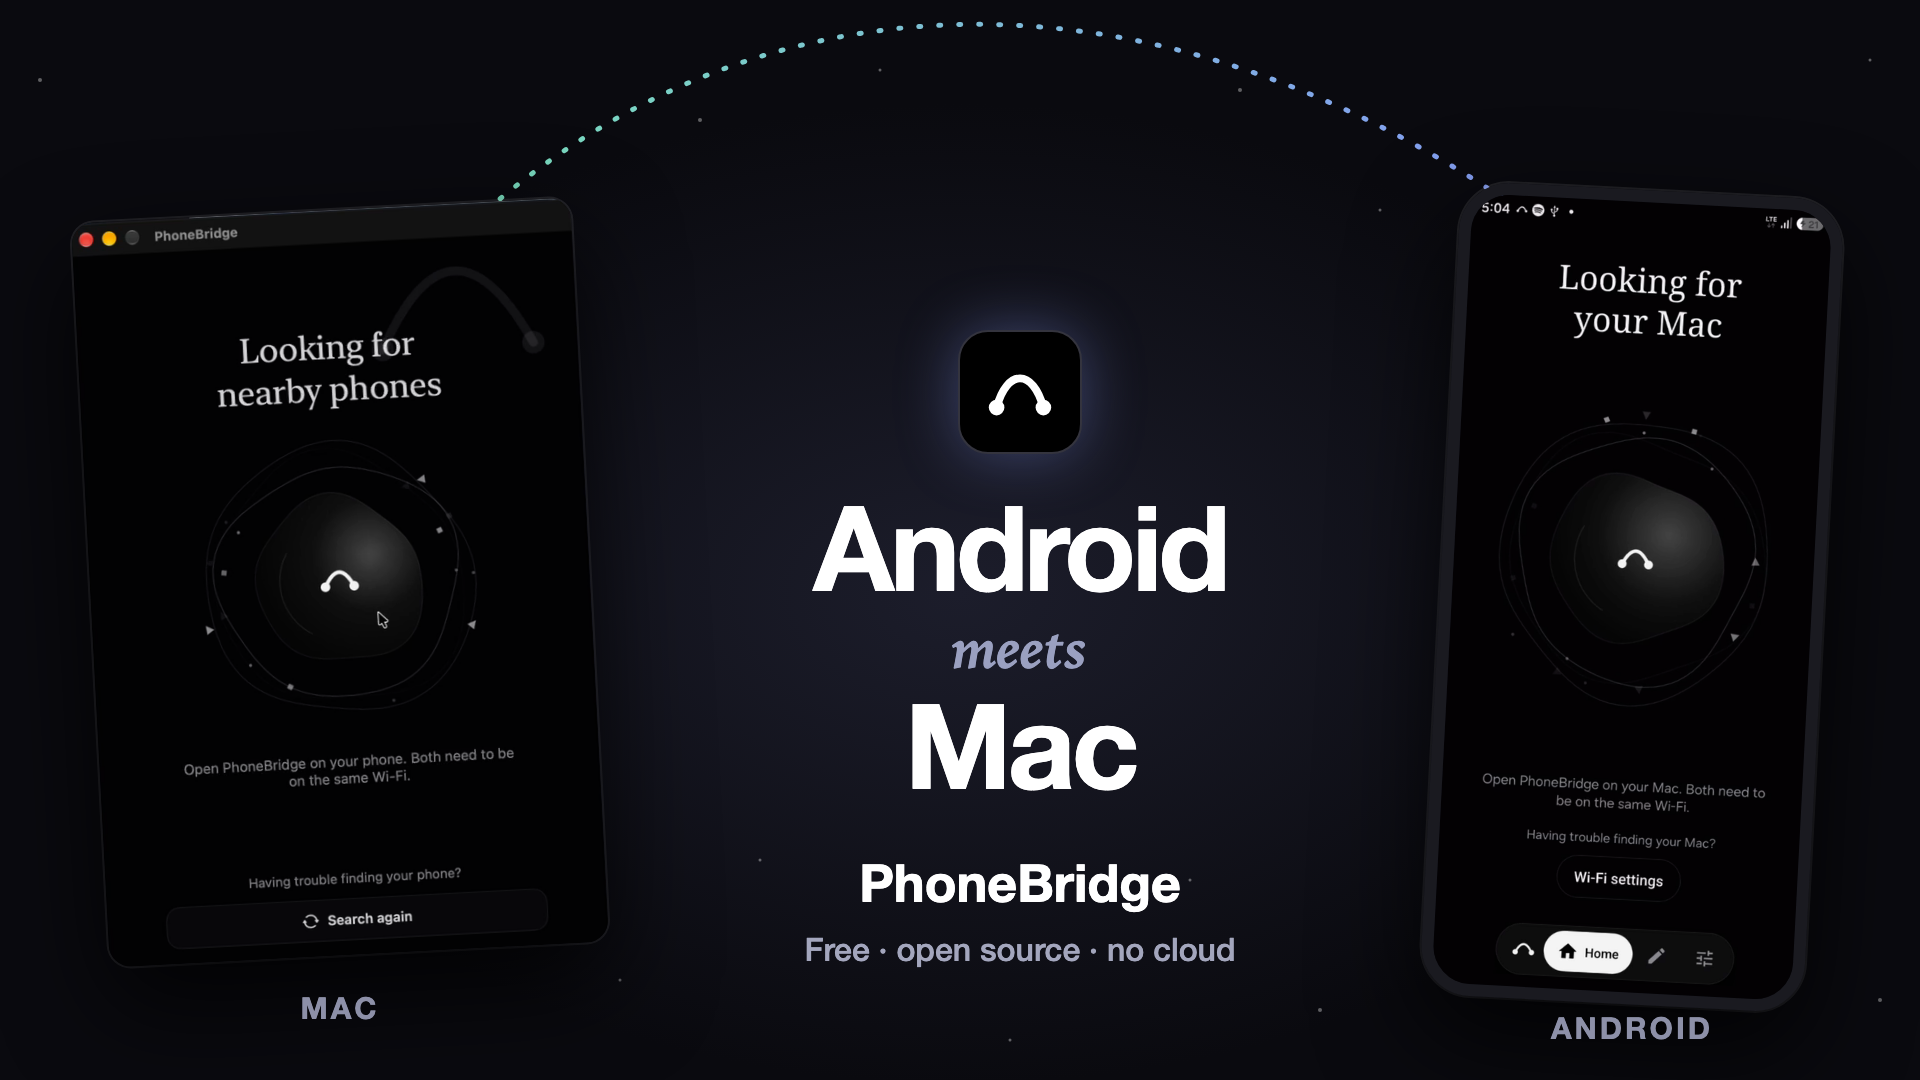 PhoneBridge
Looking for
nearby phones
Open PhoneBridge on your phone. Both need to be
on the same Wi-Fi.
Having trouble finding your phone?
Search again
MAC
Android
meets
Mac
PhoneBridge
Free · open source · no cloud
5:04
LTE
21
Looking for
your Mac
Open PhoneBridge on your Mac. Both need to
be on the same Wi-Fi.
Having trouble finding your Mac?
Wi-Fi settings
Home
ANDROID